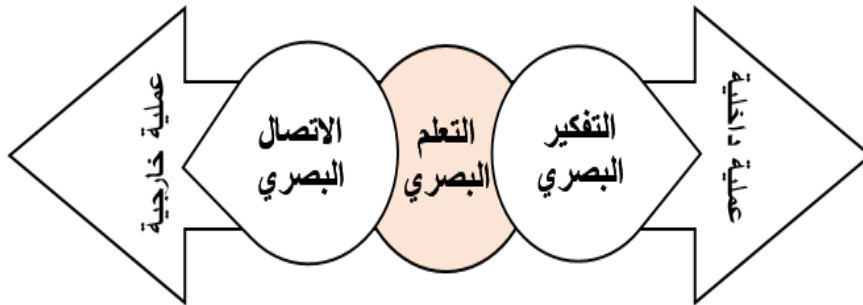 عملية داخلية
التفكير
البصري
التعلم
البصري
الاتصال
البصري
عملية خارجية